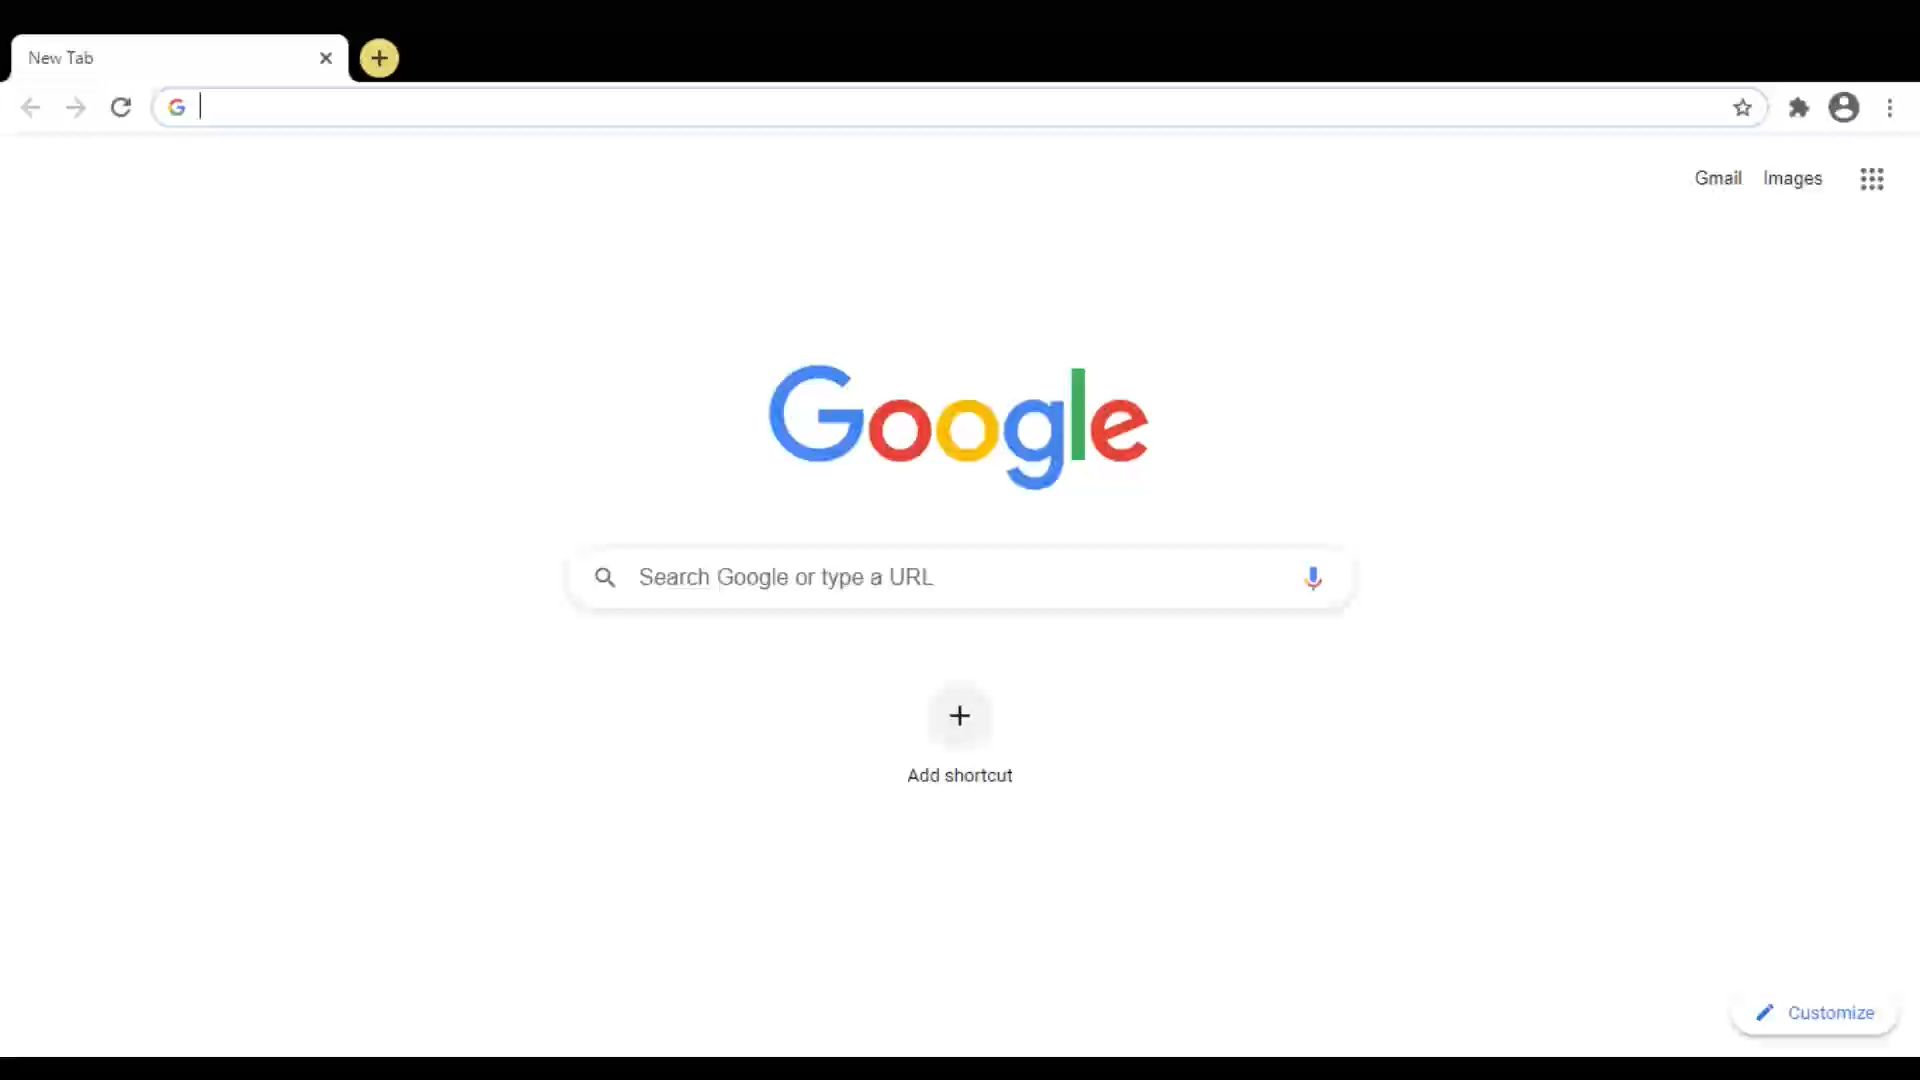 New Tab
Gmail Images
Google
Search Google or type a URL
Add shortcut
Customize